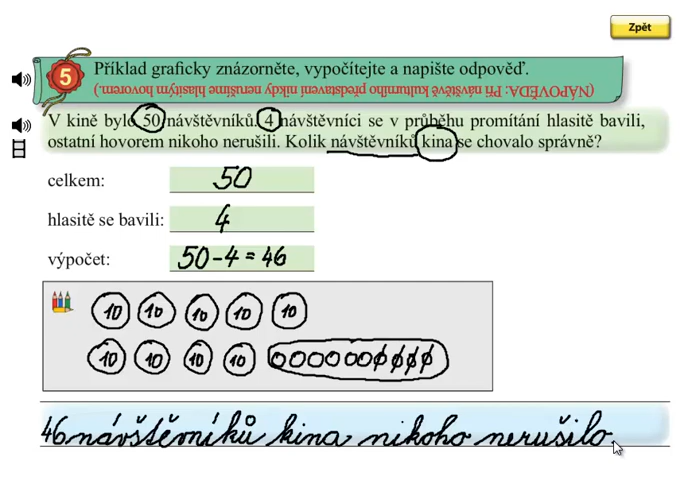 Zpět
5 Příklad graficky znázorněte, vypočítejte a napište odpověď.
(NÁPOVĚDA: Při návštěvě kulturního představení nikdy nerušíme hlasitým hovorem.)
V kině bylo 50 návštěvníků. 4 návštěvníci se v průběhu promítání hlasitě bavili,
ostatní hovorem nikoho nerušili. Kolik návštěvníků kina se chovalo správně?
celkem: 50
hlasitě se bavili: 4
výpočet: 50-4=46
10 10 10 10 10
10 10 10 10
46 návštěvníků kina nikoho nerušilo.